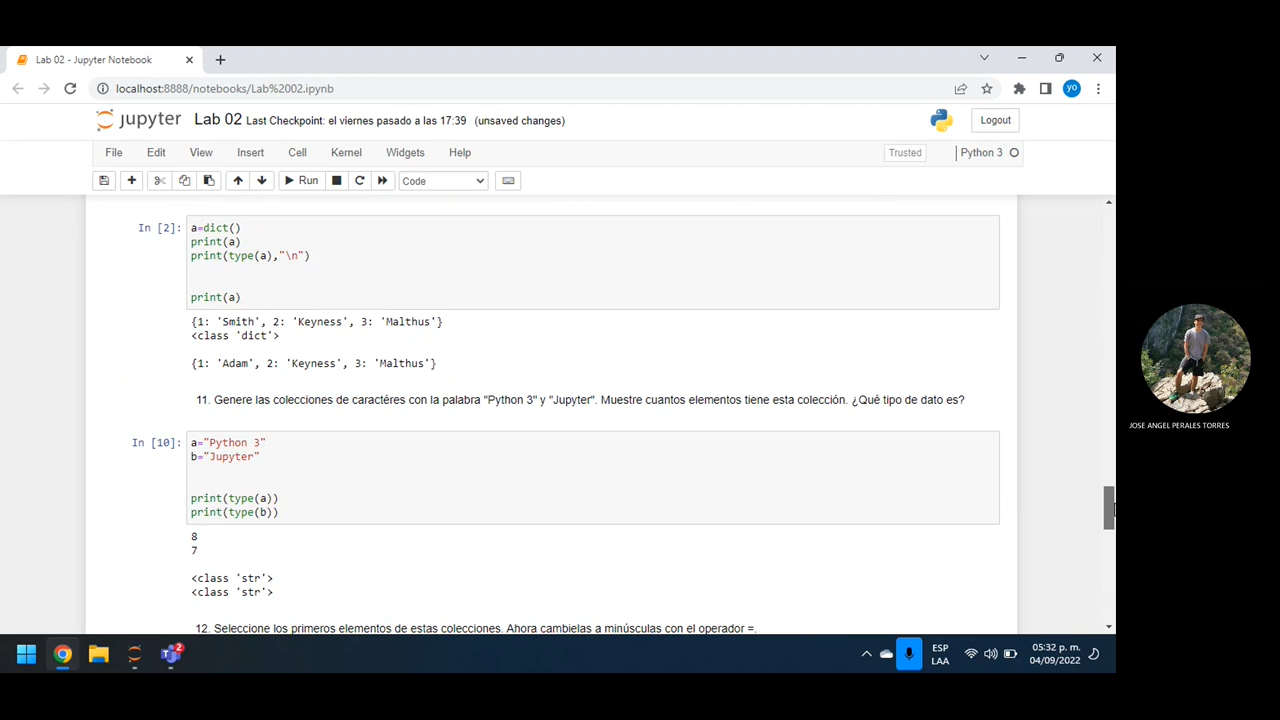 Lab 02 - Jupyter Notebook
localhost:8888/notebooks/Lab%2002.ipynb
yo
jupyter Lab 02 Last Checkpoint: el viernes pasado a las 17:39 (unsaved changes)
Logout
File Edit View Insert Cell Kernel Widgets Help
Trusted
Python 3
Run
Code
In [2]:
a=dict()
print(a)
print(type(a),"\n")
print(a)
{1: 'Smith', 2: 'Keyness', 3: 'Malthus'}
<class 'dict'>
{1: 'Adam', 2: 'Keyness', 3: 'Malthus'}
11. Genere las colecciones de caractéres con la palabra "Python 3" y "Jupyter". Muestre cuantos elementos tiene esta colección. ¿Qué tipo de dato es?
In [10]:
a="Python 3"
b="Jupyter"
print(type(a))
print(type(b))
8
7
<class 'str'>
<class 'str'>
12. Seleccione los primeros elementos de estas colecciones. Ahora cambielas a minúsculas con el operador =.
JOSE ANGEL PERALES TORRES
2
ESP
LAA
05:32 p. m.
04/09/2022